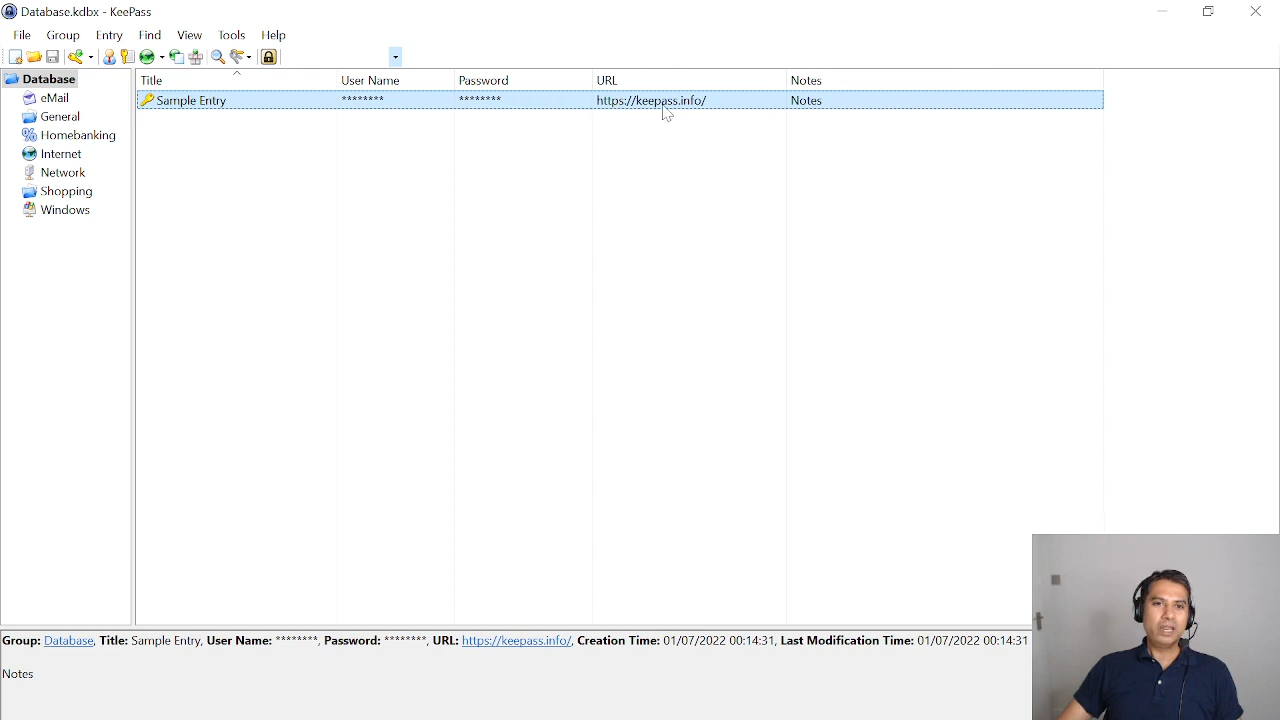 Database.kdbx - KeePass
File Group Entry Find View Tools Help
Database
eMail
General
Homebanking
Internet
Network
Shopping
Windows
Title User Name Password URL Notes
Sample Entry ******** ******** https://keepass.info/ Notes
Group: Database, Title: Sample Entry, User Name: ********, Password: ********, URL: https://keepass.info/, Creation Time: 01/07/2022 00:14:31, Last Modification Time: 01/07/2022 00:14:31
Notes